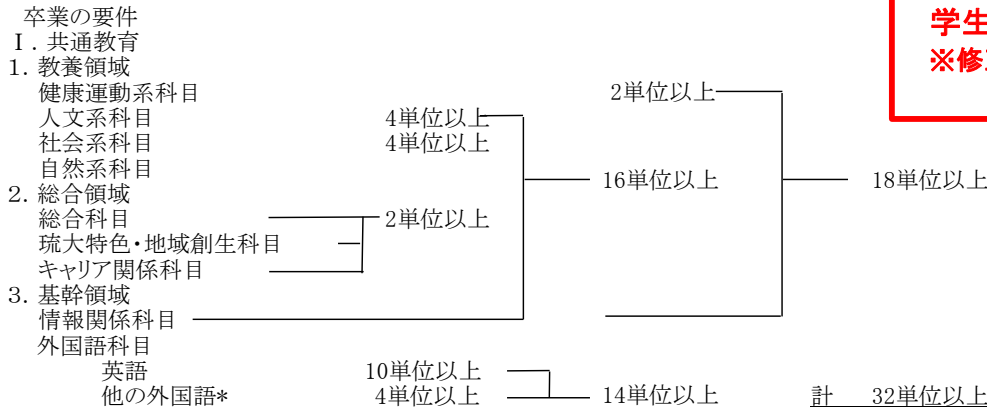 卒業の要件
Ⅰ．共通教育
1．教養領域
健康運動系科目 2単位以上
人文系科目 4単位以上
社会系科目 4単位以上
自然系科目
16単位以上 18単位以上
2．総合領域
総合科目 2単位以上
琉大特色・地域創生科目
キャリア関係科目
3．基幹領域
情報関係科目
外国語科目
英語 10単位以上
他の外国語* 4単位以上 14単位以上 計 32単位以上
学生
※修